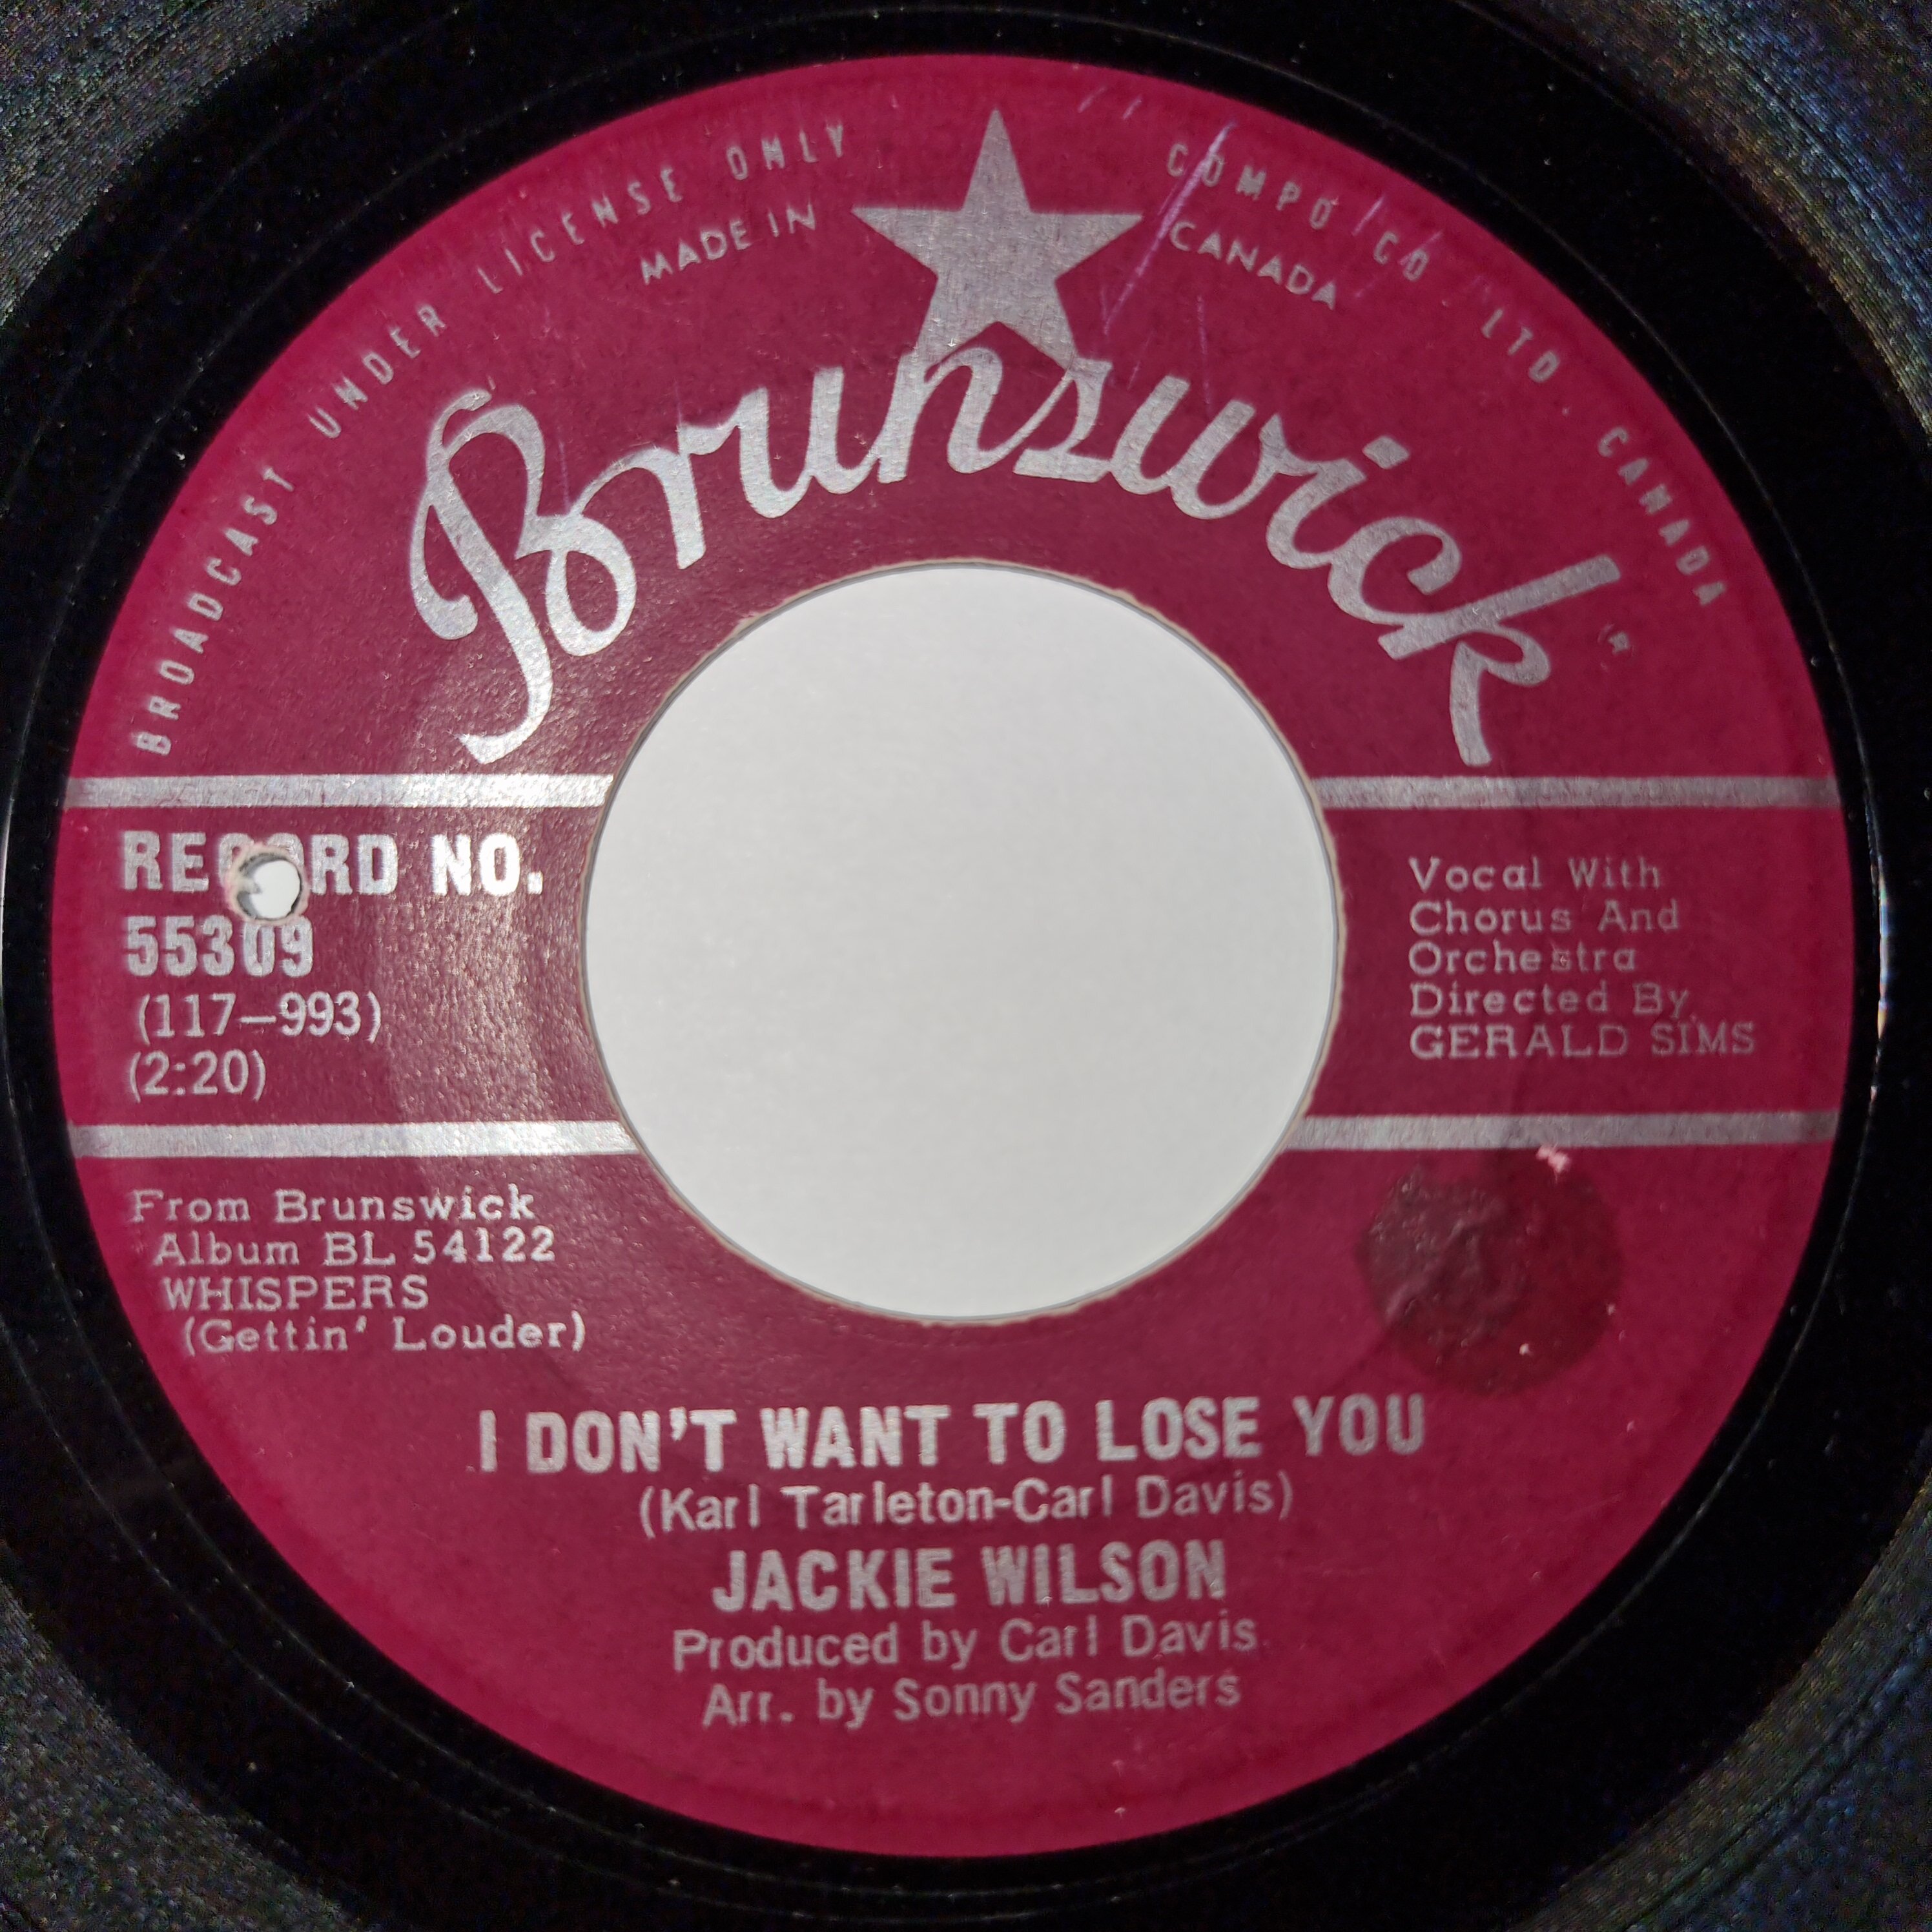 BROADCAST UNDER LICENSE ONLY
COMPO CO. LTD. CANADA
MADE IN CANADA
Brunswick
R
RECORD NO.
55309
(117-993)
(2:20)
Vocal With
Chorus And
Orchestra
Directed By
GERALD SIMS
From Brunswick
Album BL 54122
WHISPERS
(Gettin' Louder)
I DON'T WANT TO LOSE YOU
(Karl Tarleton-Carl Davis)
JACKIE WILSON
Produced by Carl Davis
Arr. by Sonny Sanders